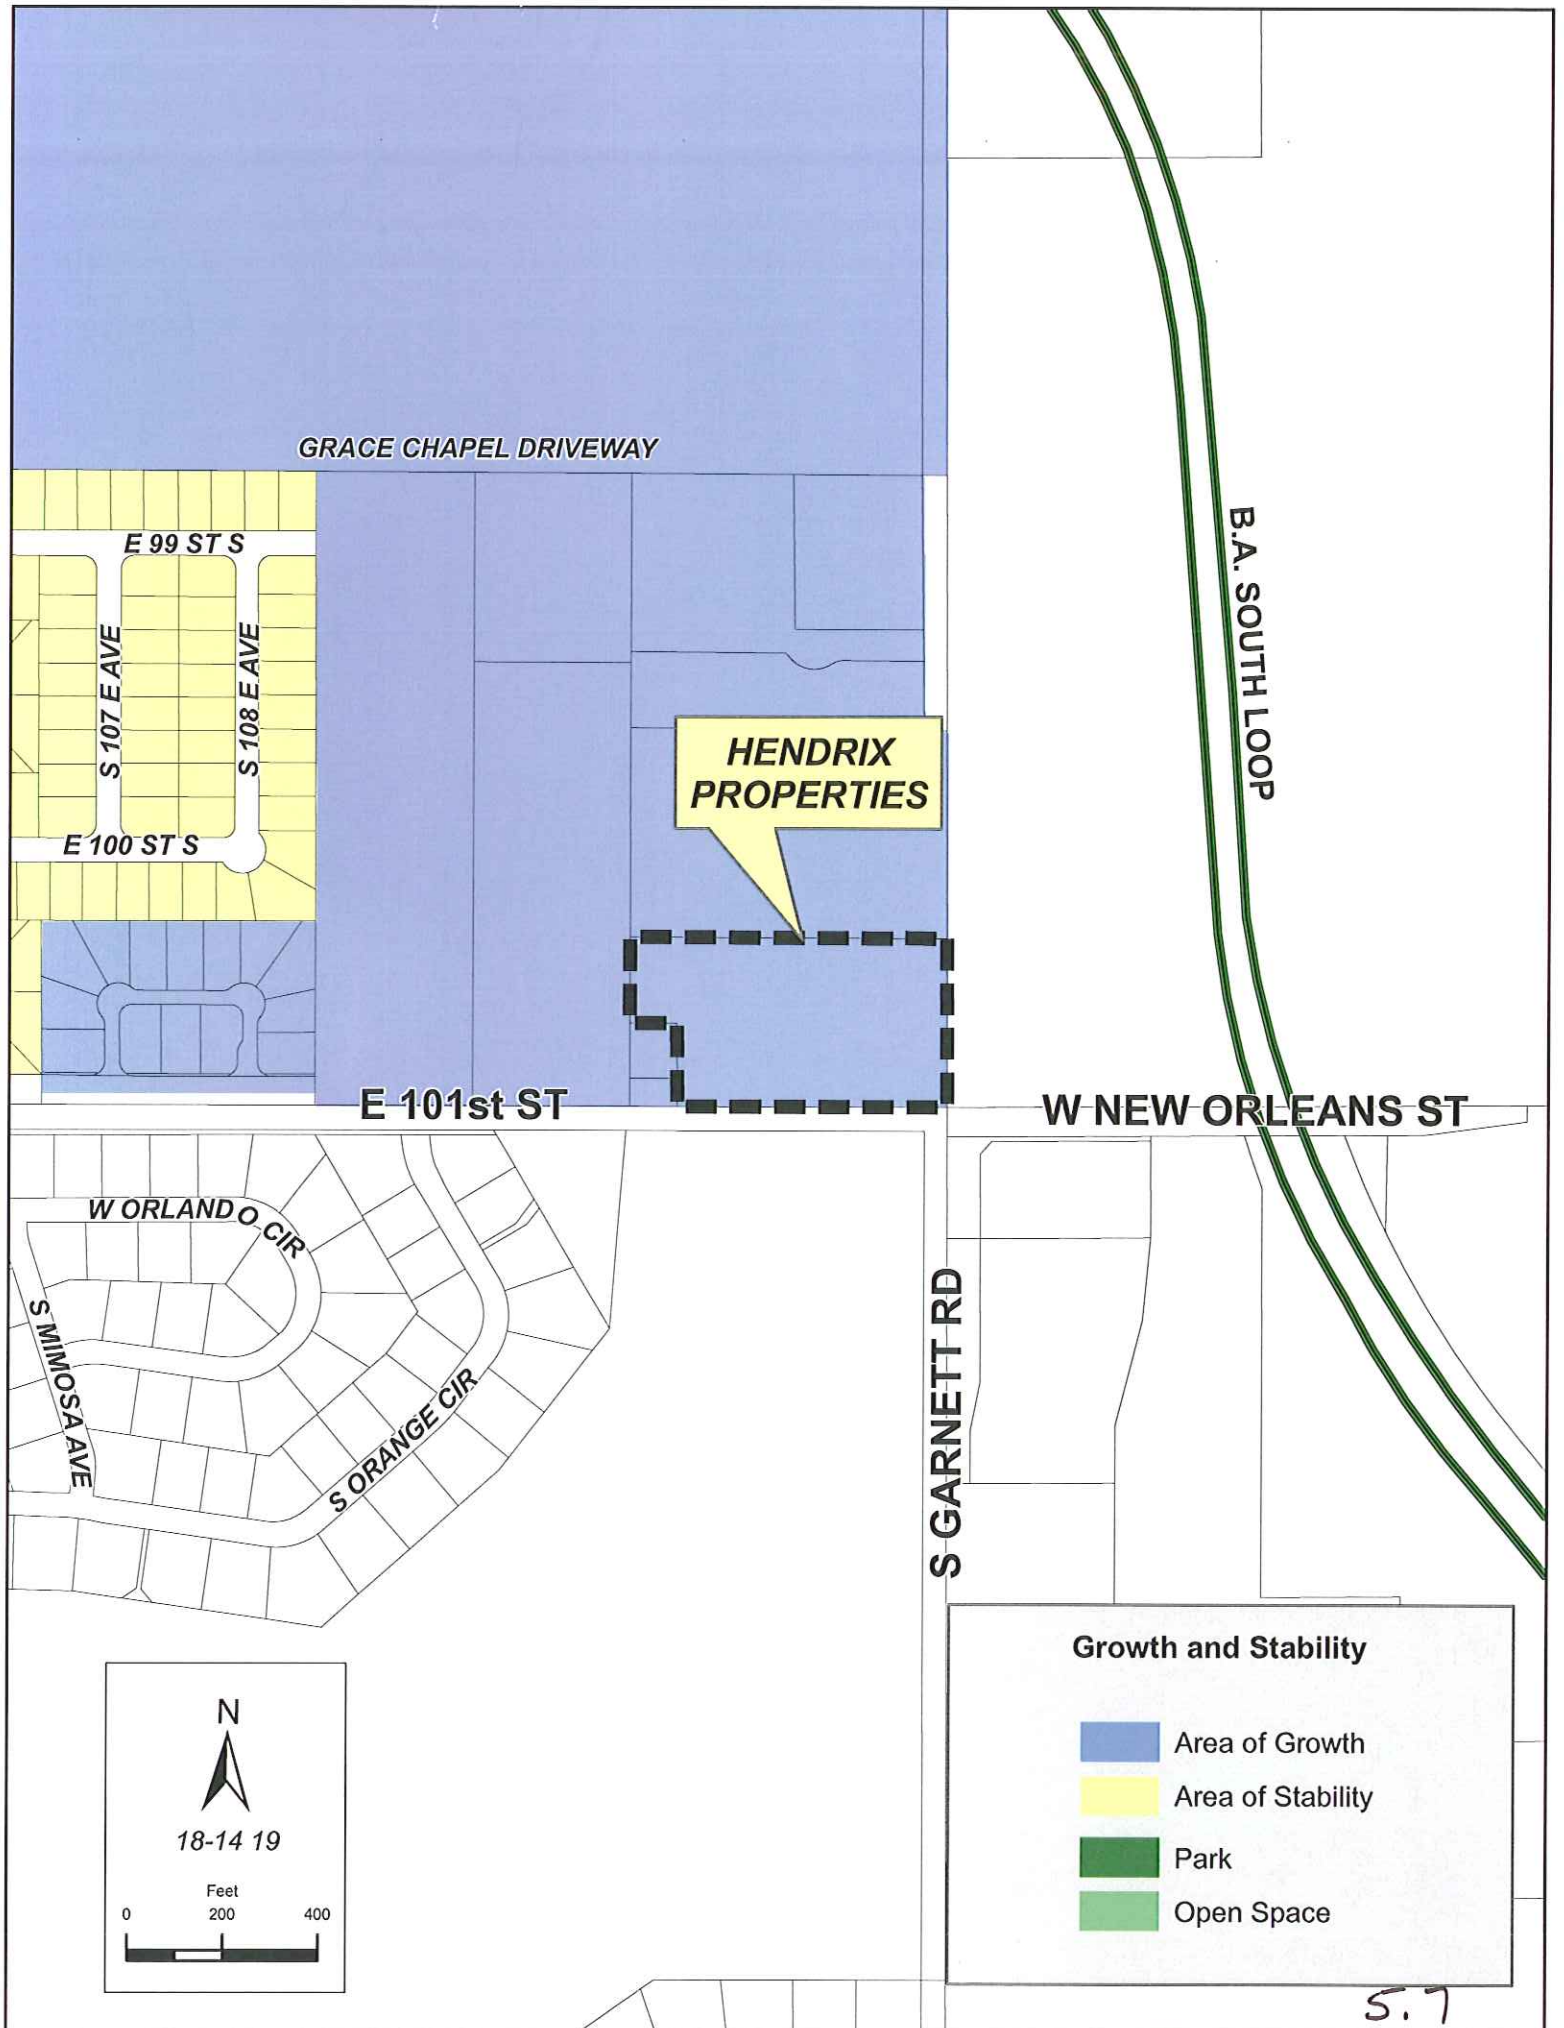 GRACE CHAPEL DRIVEWAY
E 99 ST S
S 107 E AVE
S 108 E AVE
E 100 ST S
B.A. SOUTH LOOP
HENDRIX
PROPERTIES
E 101st ST
W NEW ORLEANS ST
W ORLANDO CIR
S MIMOSA AVE
S ORANGE CIR
S GARNETT RD
N
18-14 19
Feet
0 200 400
Growth and Stability
Area of Growth
Area of Stability
Park
Open Space
5.7